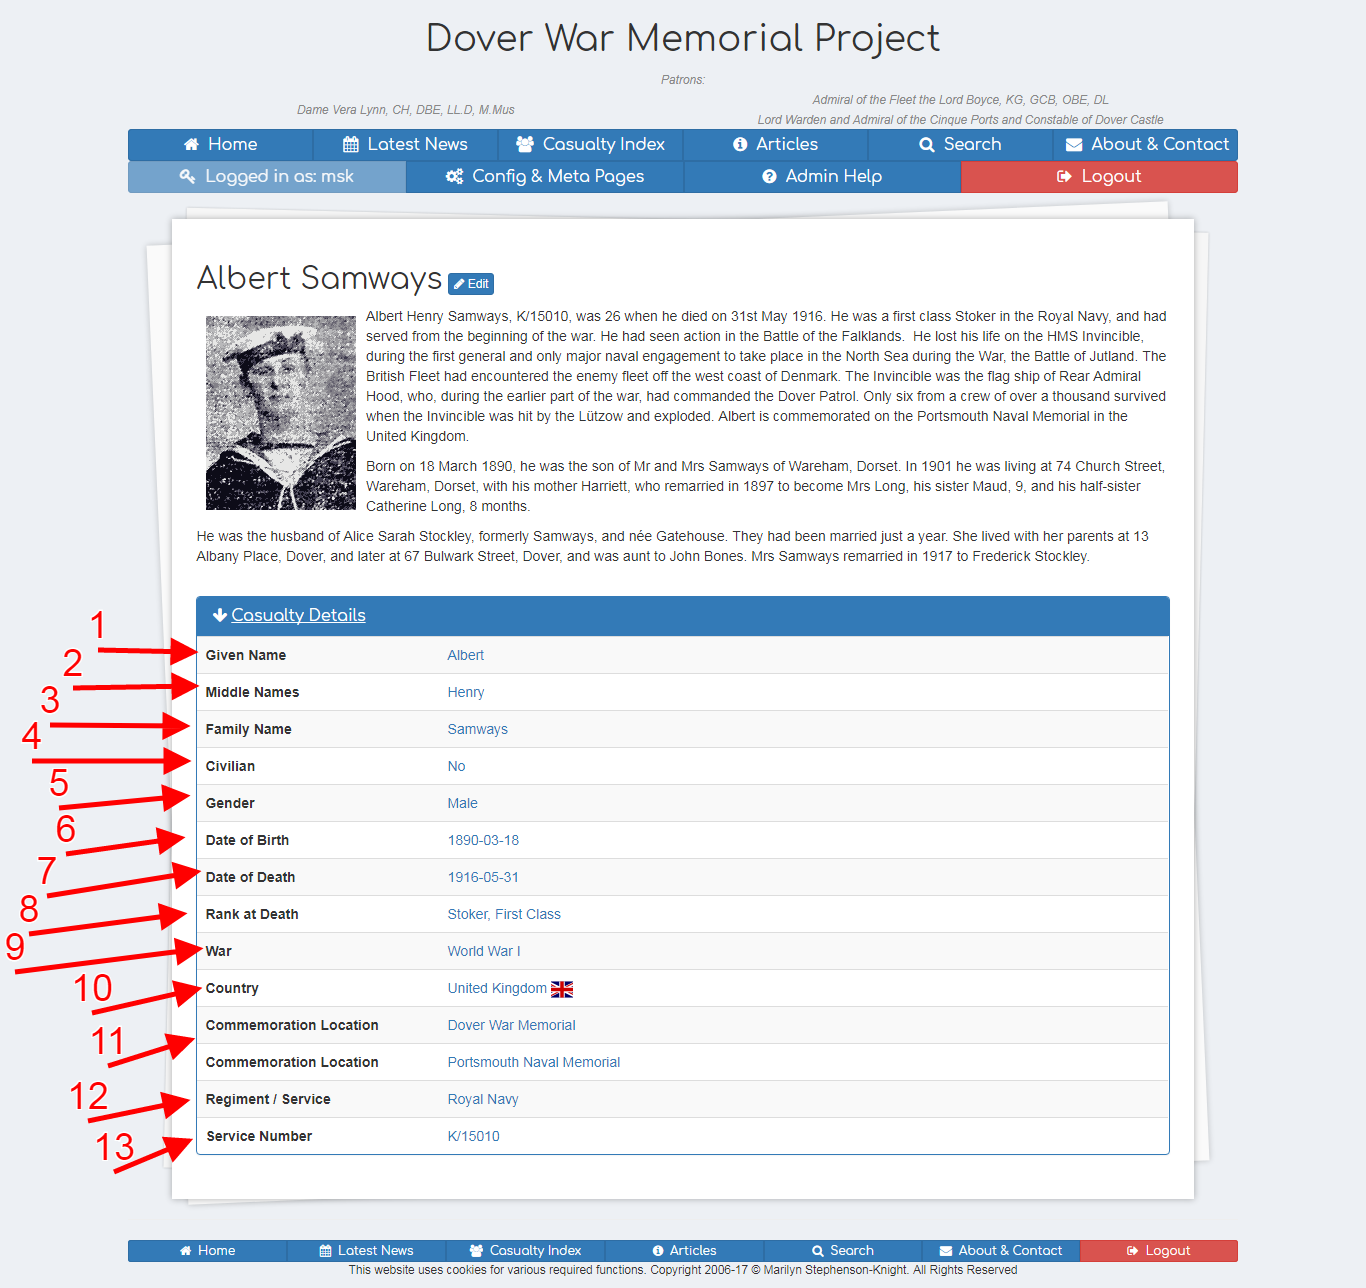 Dover War Memorial Project
Patrons:
Dame Vera Lynn, CH, DBE, LL.D, M.Mus
Admiral of the Fleet the Lord Boyce, KG, GCB, OBE, DL
Lord Warden and Admiral of the Cinque Ports and Constable of Dover Castle
Home Latest News Casualty Index Articles Search About & Contact
Logged in as: msk Config & Meta Pages Admin Help Logout
Albert Samways Edit
Albert Henry Samways, K/15010, was 26 when he died on 31st May 1916. He was a first class Stoker in the Royal Navy, and had
served from the beginning of the war. He had seen action in the Battle of the Falklands. He lost his life on the HMS Invincible,
during the first general and only major naval engagement to take place in the North Sea during the War, the Battle of Jutland. The
British Fleet had encountered the enemy fleet off the west coast of Denmark. The Invincible was the flag ship of Rear Admiral
Hood, who, during the earlier part of the war, had commanded the Dover Patrol. Only six from a crew of over a thousand survived
when the Invincible was hit by the Lützow and exploded. Albert is commemorated on the Portsmouth Naval Memorial in the
United Kingdom.
Born on 18 March 1890, he was the son of Mr and Mrs Samways of Wareham, Dorset. In 1901 he was living at 74 Church Street,
Wareham, Dorset, with his mother Harriett, who remarried in 1897 to become Mrs Long, his sister Maud, 9, and his half-sister
Catherine Long, 8 months.
He was the husband of Alice Sarah Stockley, formerly Samways, and née Gatehouse. They had been married just a year. She lived with her parents at 13
Albany Place, Dover, and later at 67 Bulwark Street, Dover, and was aunt to John Bones. Mrs Samways remarried in 1917 to Frederick Stockley.
Casualty Details
1 Given Name Albert
2 Middle Names Henry
3 Family Name Samways
4 Civilian No
5 Gender Male
6 Date of Birth 1890-03-18
7 Date of Death 1916-05-31
8 Rank at Death Stoker, First Class
9 War World War I
10 Country United Kingdom
11 Commemoration Location Dover War Memorial
Commemoration Location Portsmouth Naval Memorial
12 Regiment / Service Royal Navy
13 Service Number K/15010
Home Latest News Casualty Index Articles Search About & Contact Logout
This website uses cookies for various required functions. Copyright 2006-17 © Marilyn Stephenson-Knight. All Rights Reserved